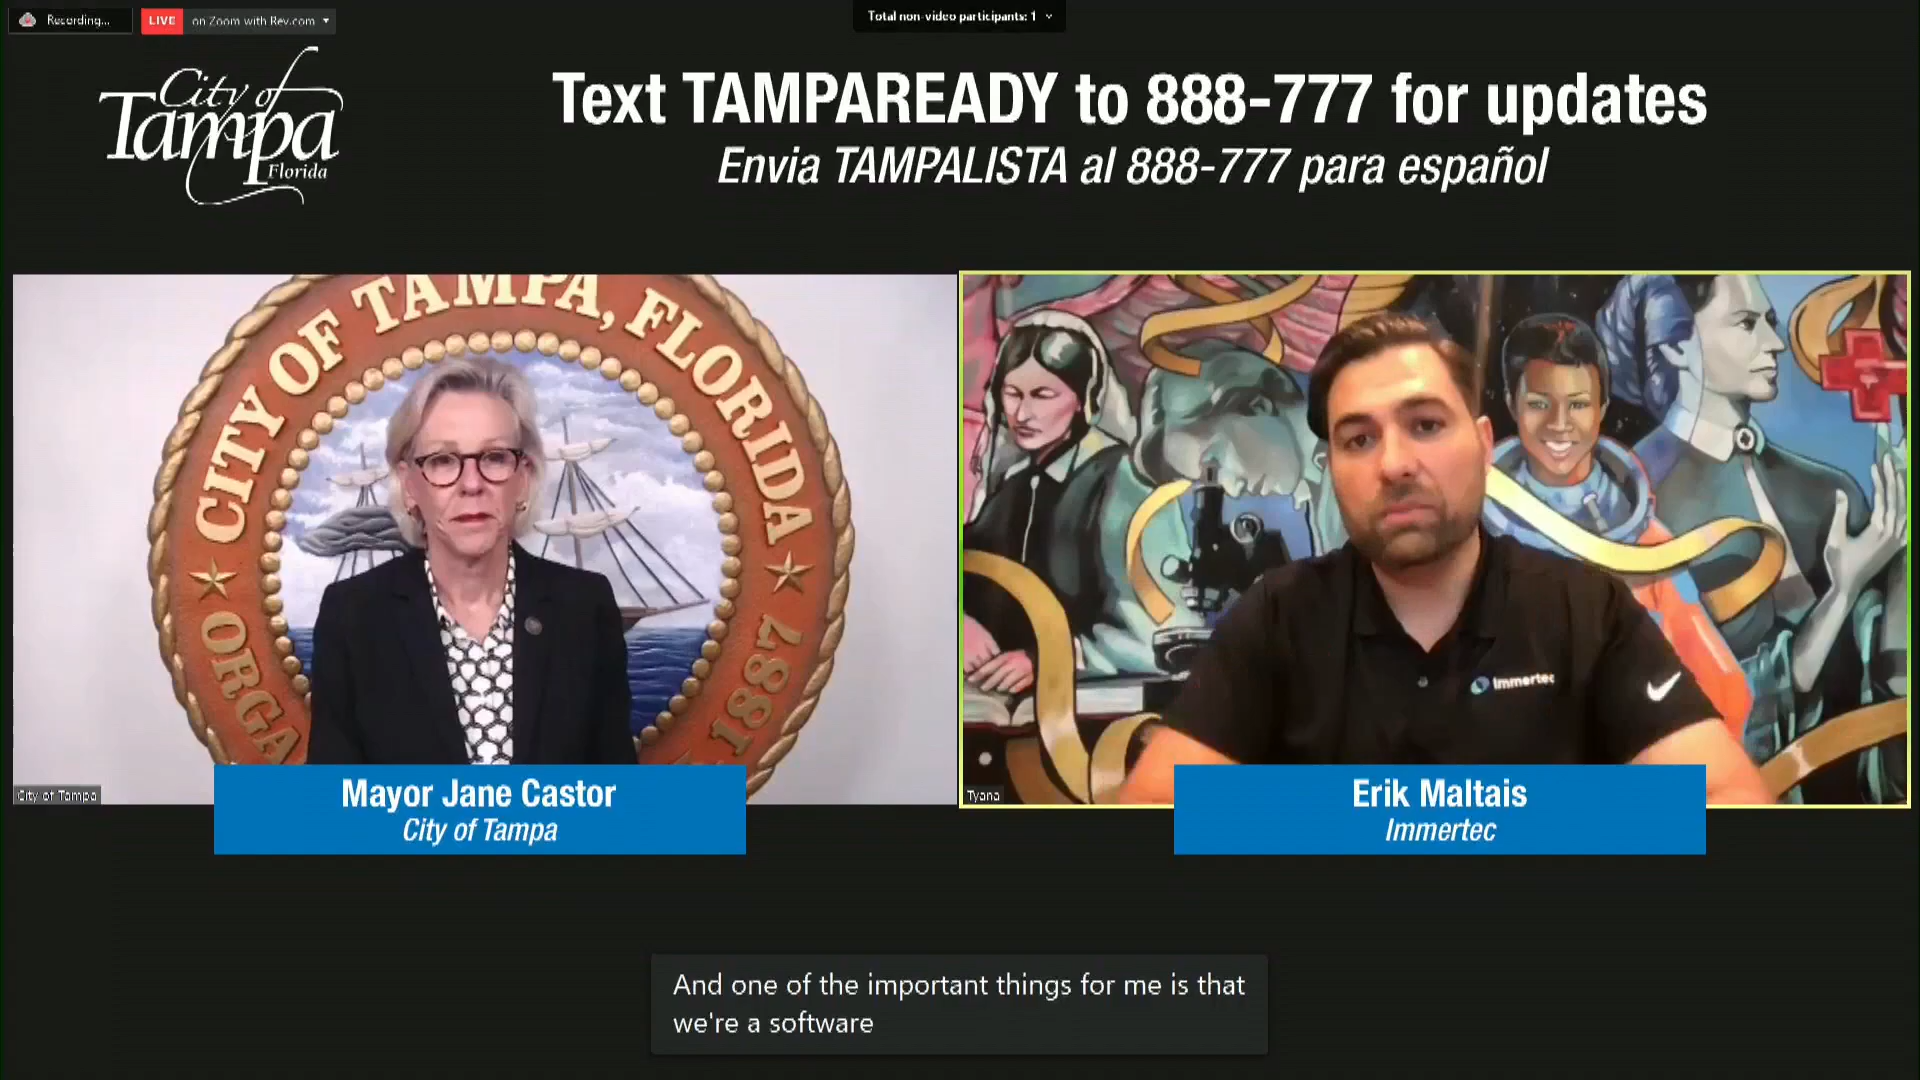 Recording...
LIVE on Zoom with Rev.com
Total non-video participants: 1
City of
Tampa
Florida
Text TAMPAREADY to 888-777 for updates
Envia TAMPALISTA al 888-777 para español
CITY OF TAMPA, FLORIDA
ORGA
1887
City of Tampa
Mayor Jane Castor
City of Tampa
Immertec
Tyana
Erik Maltais
Immertec
And one of the important things for me is that
we're a software